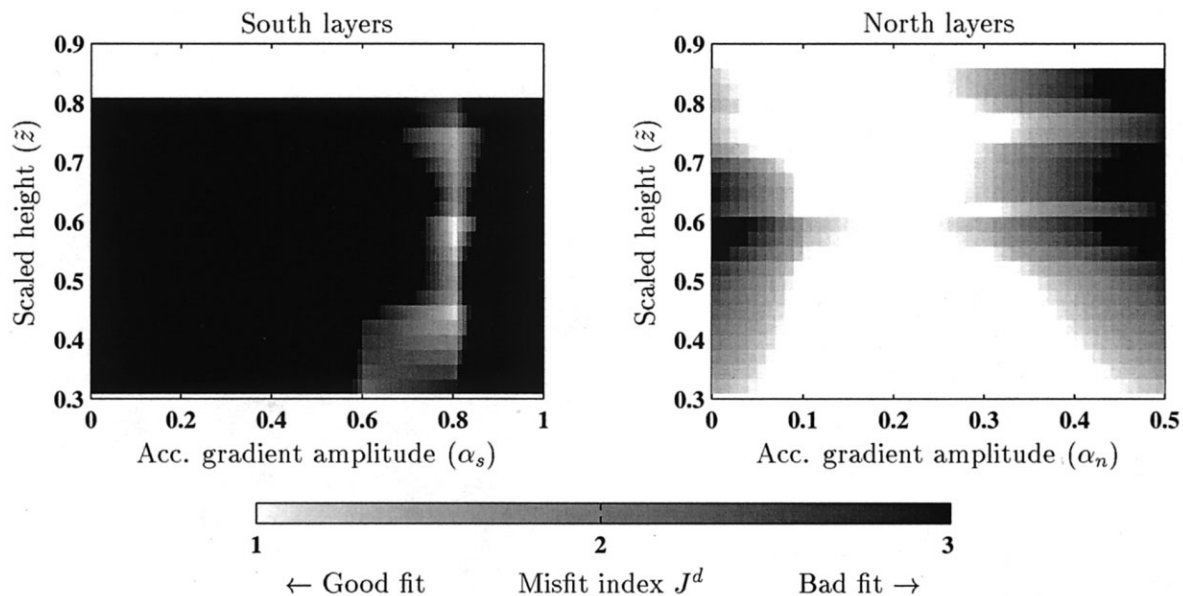 South layers
0.9
0.8
0.7
0.6
0.5
0.4
0.3
Scaled height (z̃)
0 0.2 0.4 0.6 0.8 1
Acc. gradient amplitude (αₛ)
North layers
0.9
0.8
0.7
0.6
0.5
0.4
0.3
Scaled height (z̃)
0 0.1 0.2 0.3 0.4 0.5
Acc. gradient amplitude (αₙ)
1 2 3
← Good fit Misfit index Jᵈ Bad fit →